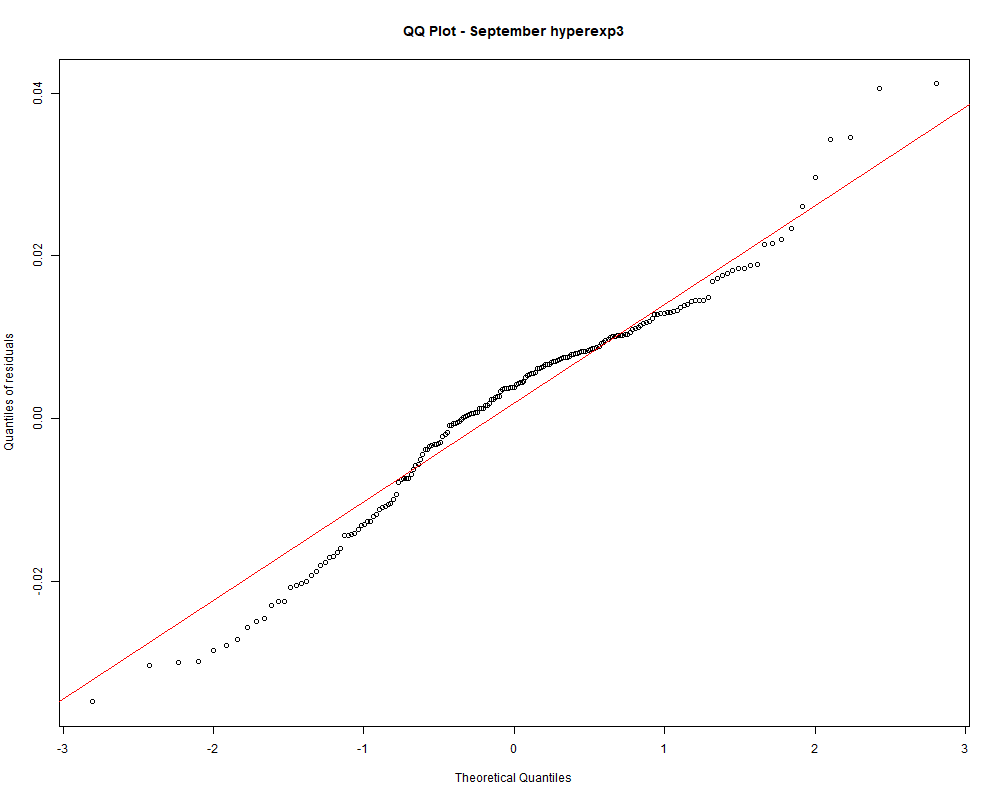 QQ Plot - September hyperexp3
Quantiles of residuals
0.04
0.02
0.00
-0.02
-3 -2 -1 0 1 2 3
Theoretical Quantiles